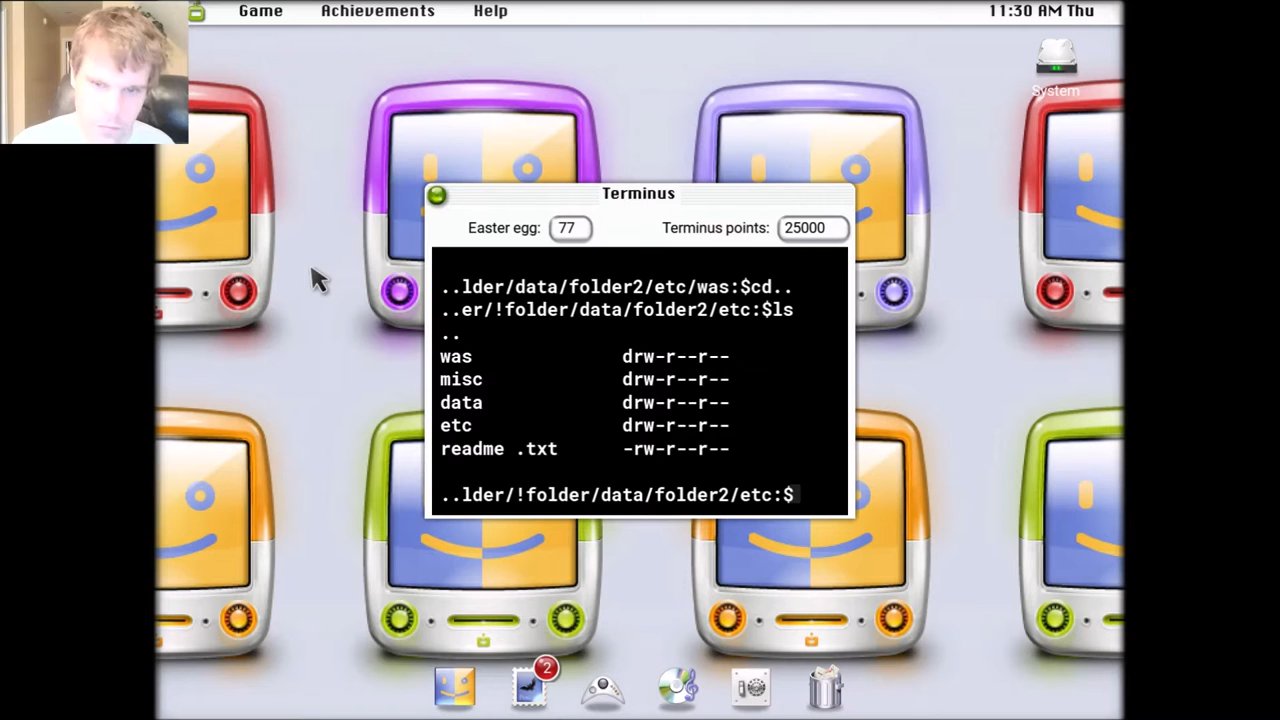 Game Achievements Help 11:30 AM Thu
System
Terminus
Easter egg: 77 Terminus points: 25000
..lder/data/folder2/etc/was:$cd..
..er/!folder/data/folder2/etc:$ls
..
was drw-r--r--
misc drw-r--r--
data drw-r--r--
etc drw-r--r--
readme .txt -rw-r--r--
..lder/!folder/data/folder2/etc:$
2